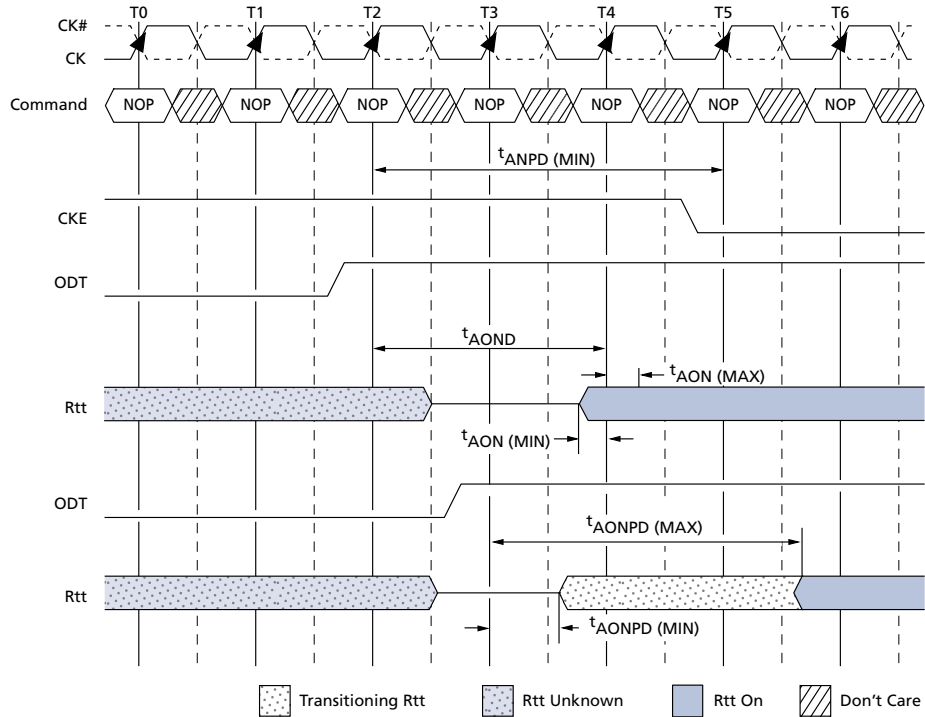 T0 T1 T2 T3 T4 T5 T6
CK#
CK
Command NOP NOP NOP NOP NOP NOP NOP
tANPD (MIN)
CKE
ODT
tAOND
tAON (MAX)
Rtt
tAON (MIN)
ODT
tAONPD (MAX)
Rtt
tAONPD (MIN)
Transitioning Rtt Rtt Unknown Rtt On Don't Care